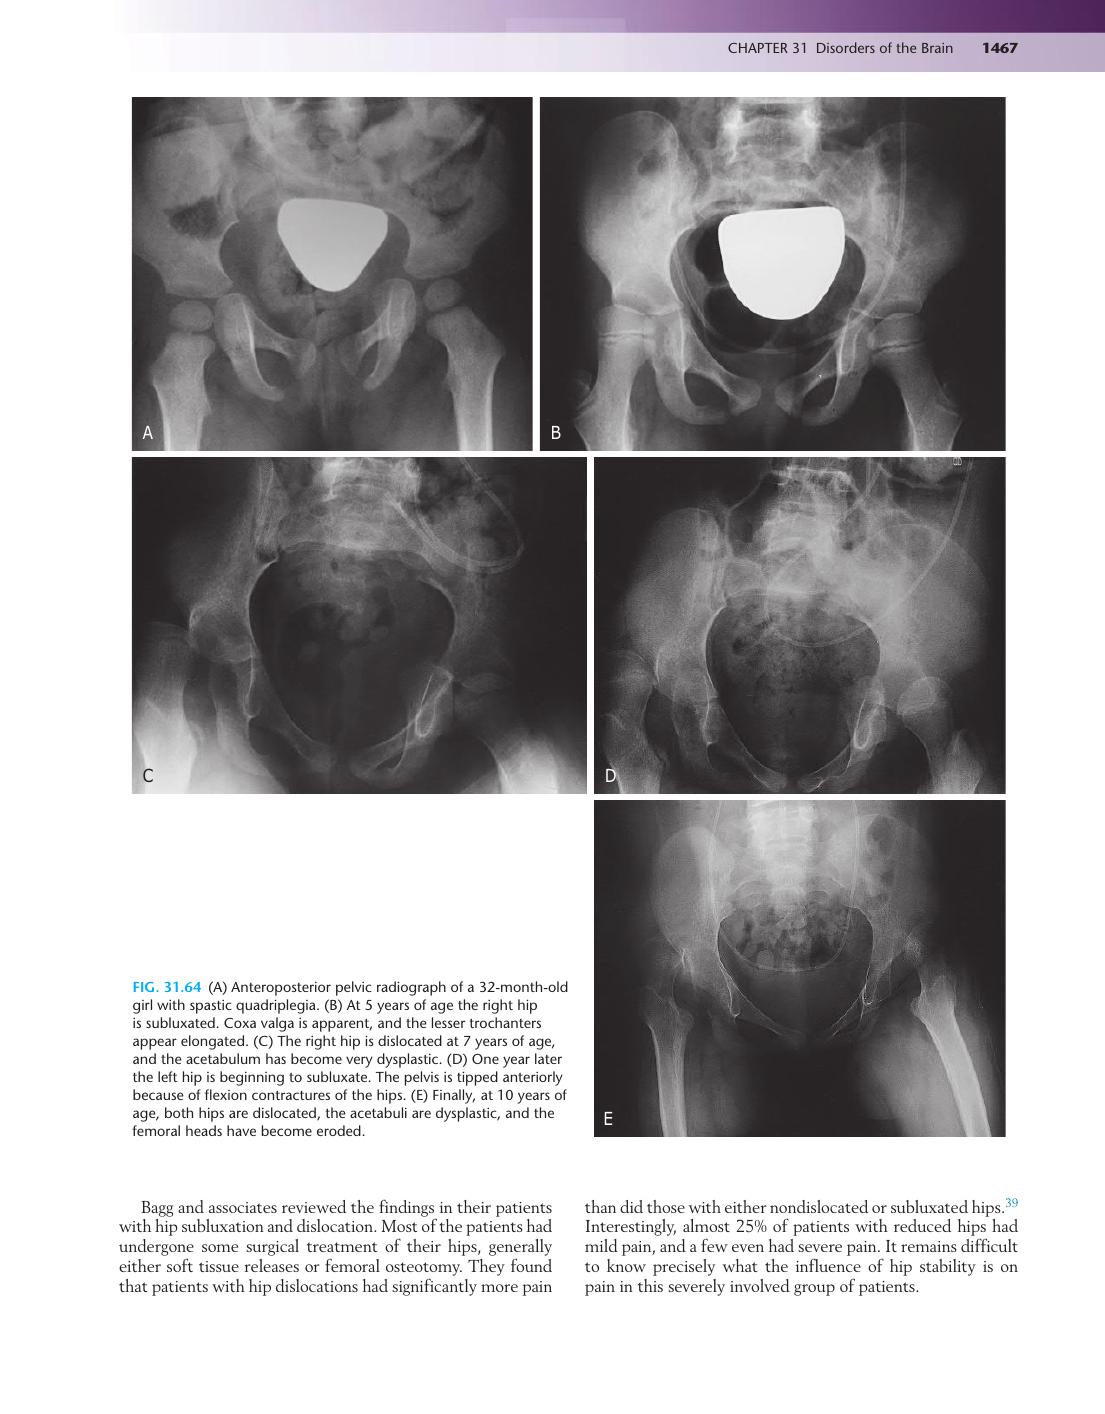 CHAPTER 31 Disorders of the Brain 1467
A
B
C
D
E
FIG. 31.64 (A) Anteroposterior pelvic radiograph of a 32-month-old
girl with spastic quadriplegia. (B) At 5 years of age the right hip
is subluxated. Coxa valga is apparent, and the lesser trochanters
appear elongated. (C) The right hip is dislocated at 7 years of age,
and the acetabulum has become very dysplastic. (D) One year later
the left hip is beginning to subluxate. The pelvis is tipped anteriorly
because of flexion contractures of the hips. (E) Finally, at 10 years of
age, both hips are dislocated, the acetabuli are dysplastic, and the
femoral heads have become eroded.
Bagg and associates reviewed the findings in their patients
with hip subluxation and dislocation. Most of the patients had
undergone some surgical treatment of their hips, generally
either soft tissue releases or femoral osteotomy. They found
that patients with hip dislocations had significantly more pain
than did those with either nondislocated or subluxated hips.39
Interestingly, almost 25% of patients with reduced hips had
mild pain, and a few even had severe pain. It remains difficult
to know precisely what the influence of hip stability is on
pain in this severely involved group of patients.